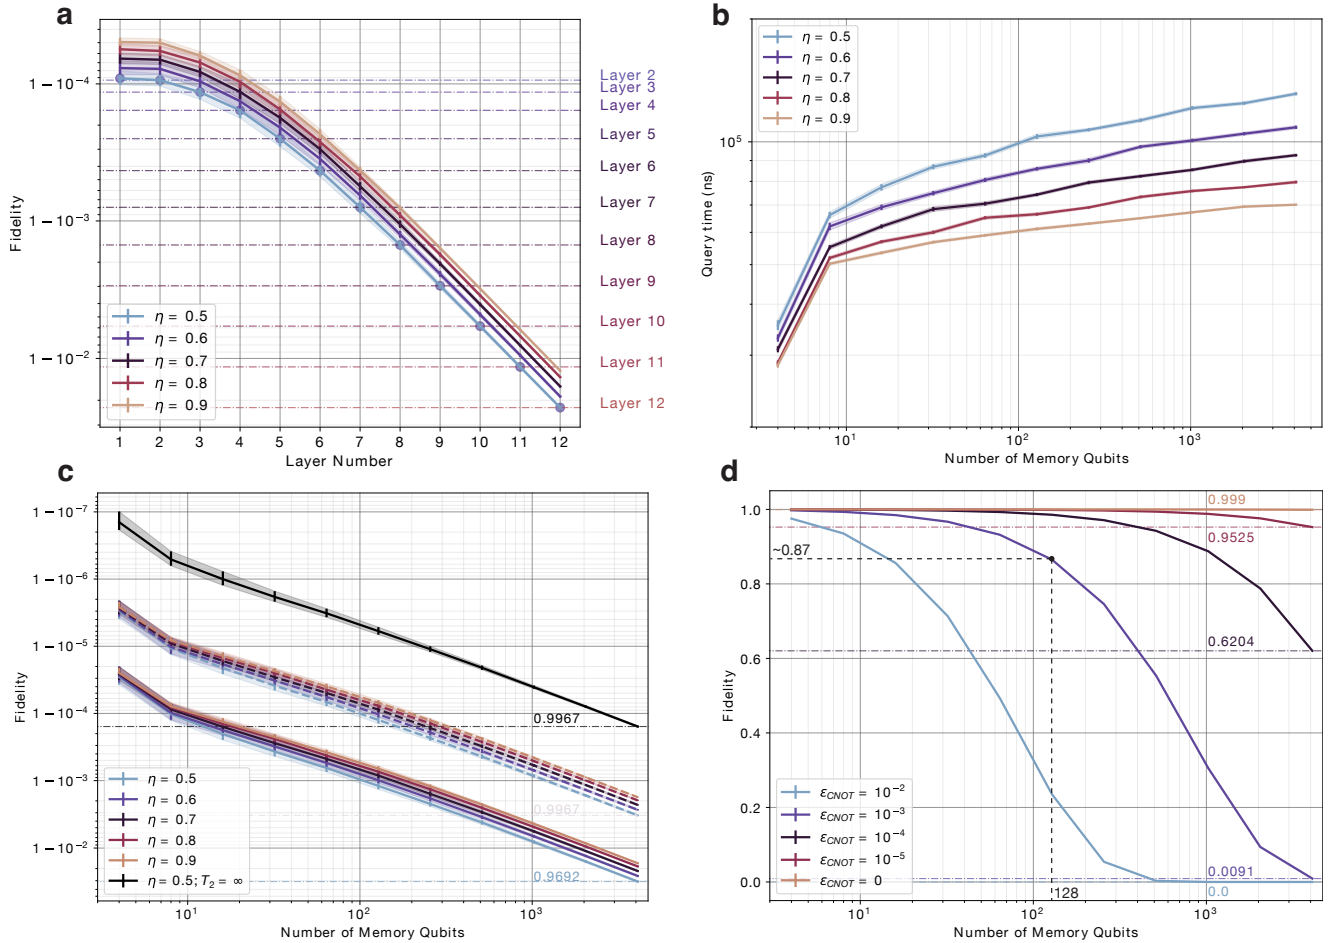 a
1 − 10⁻⁴
1 − 10⁻³
1 − 10⁻²
Fidelity
Layer 2
Layer 3
Layer 4
Layer 5
Layer 6
Layer 7
Layer 8
Layer 9
Layer 10
Layer 11
Layer 12
η = 0.5
η = 0.6
η = 0.7
η = 0.8
η = 0.9
1 2 3 4 5 6 7 8 9 10 11 12
Layer Number
b
η = 0.5
η = 0.6
η = 0.7
η = 0.8
η = 0.9
10⁵
Query time (ns)
10¹ 10² 10³
Number of Memory Qubits
c
1 − 10⁻⁷
1 − 10⁻⁶
1 − 10⁻⁵
1 − 10⁻⁴
1 − 10⁻³
1 − 10⁻²
Fidelity
0.9967
0.9967
0.9692
η = 0.5
η = 0.6
η = 0.7
η = 0.8
η = 0.9
η = 0.5; T₂ = ∞
10¹ 10² 10³
Number of Memory Qubits
d
1.0
0.8
0.6
0.4
0.2
0.0
Fidelity
~0.87
0.999
0.9525
0.6204
0.0091
0.0
128
ε_CNOT = 10⁻²
ε_CNOT = 10⁻³
ε_CNOT = 10⁻⁴
ε_CNOT = 10⁻⁵
ε_CNOT = 0
10¹ 10² 10³
Number of Memory Qubits